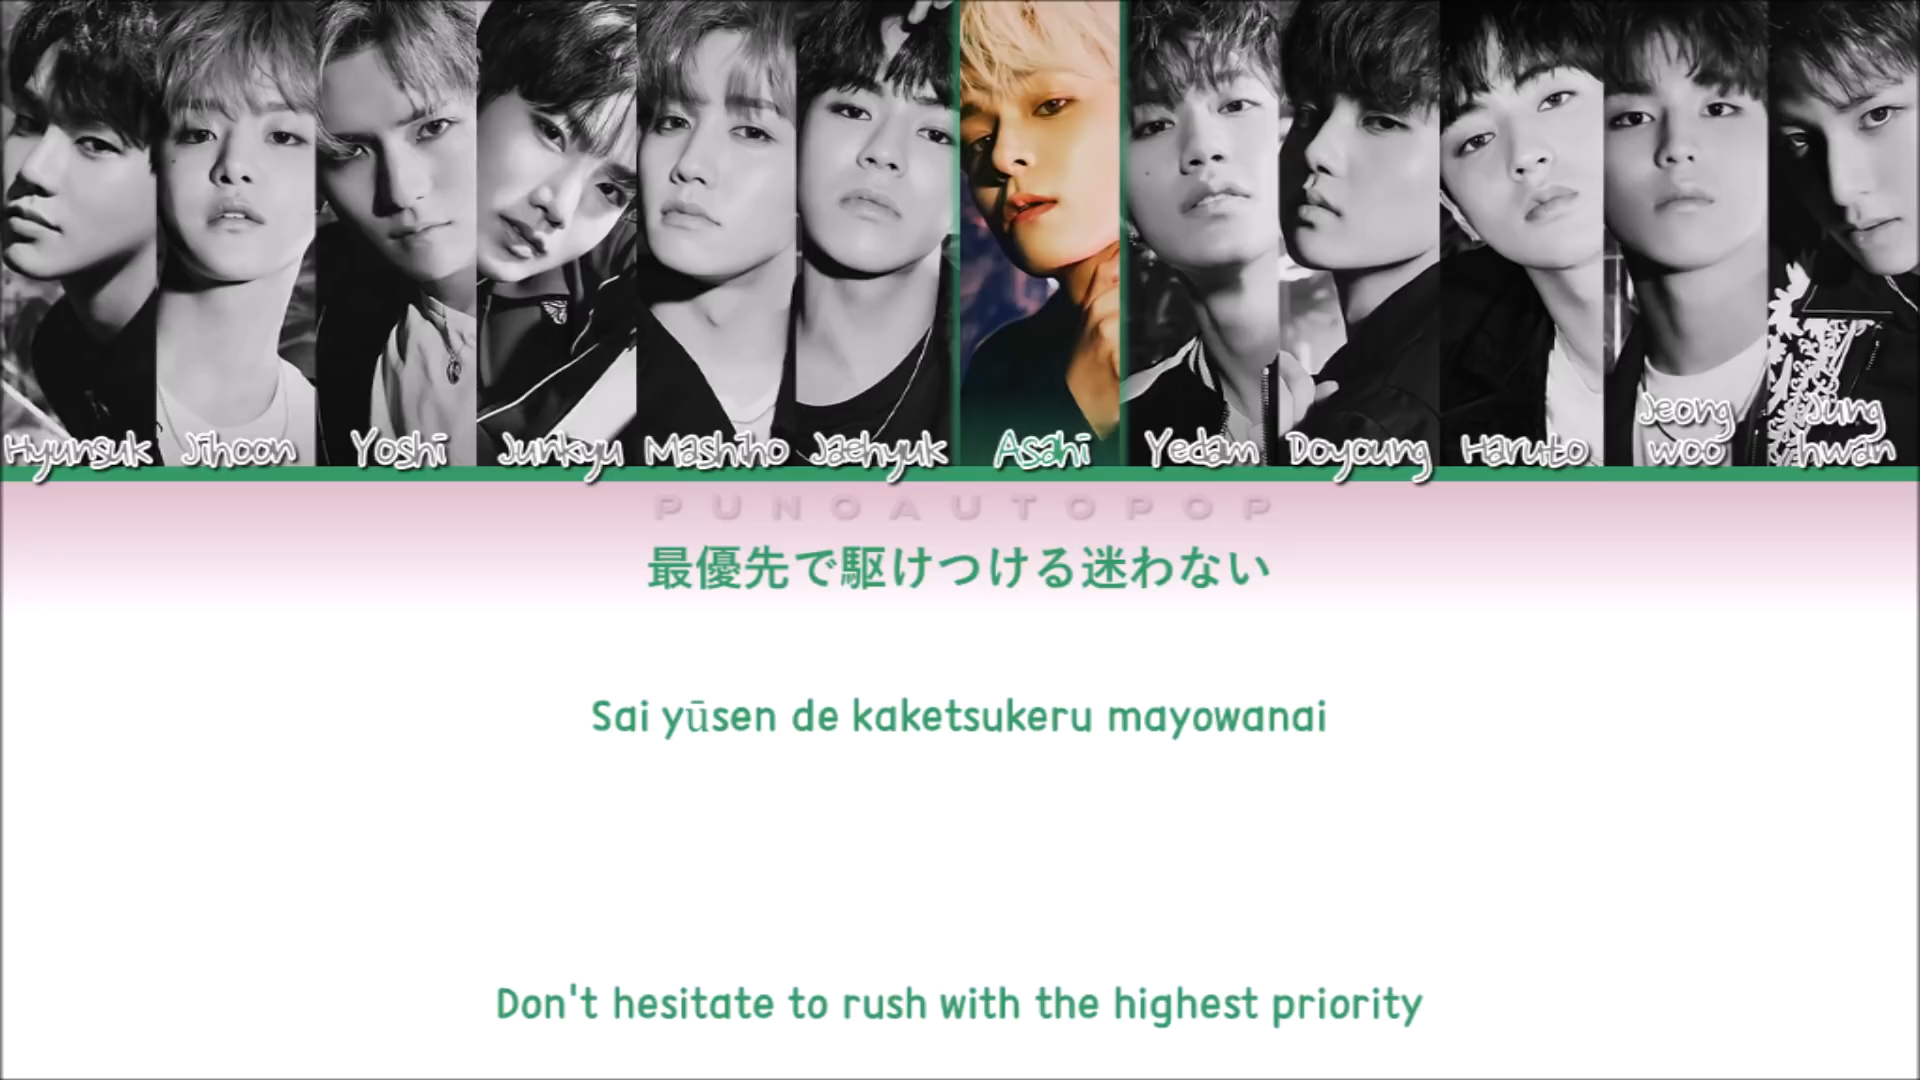 Hyunsuk Jihoon Yoshi Junkyu Mashiho Jaehyuk Asahi Yedam Doyoung Haruto Jeong woo Jung hwan
PUNOAUTOPOP
最優先で駆けつける迷わない
Sai yūsen de kaketsukeru mayowanai
Don't hesitate to rush with the highest priority